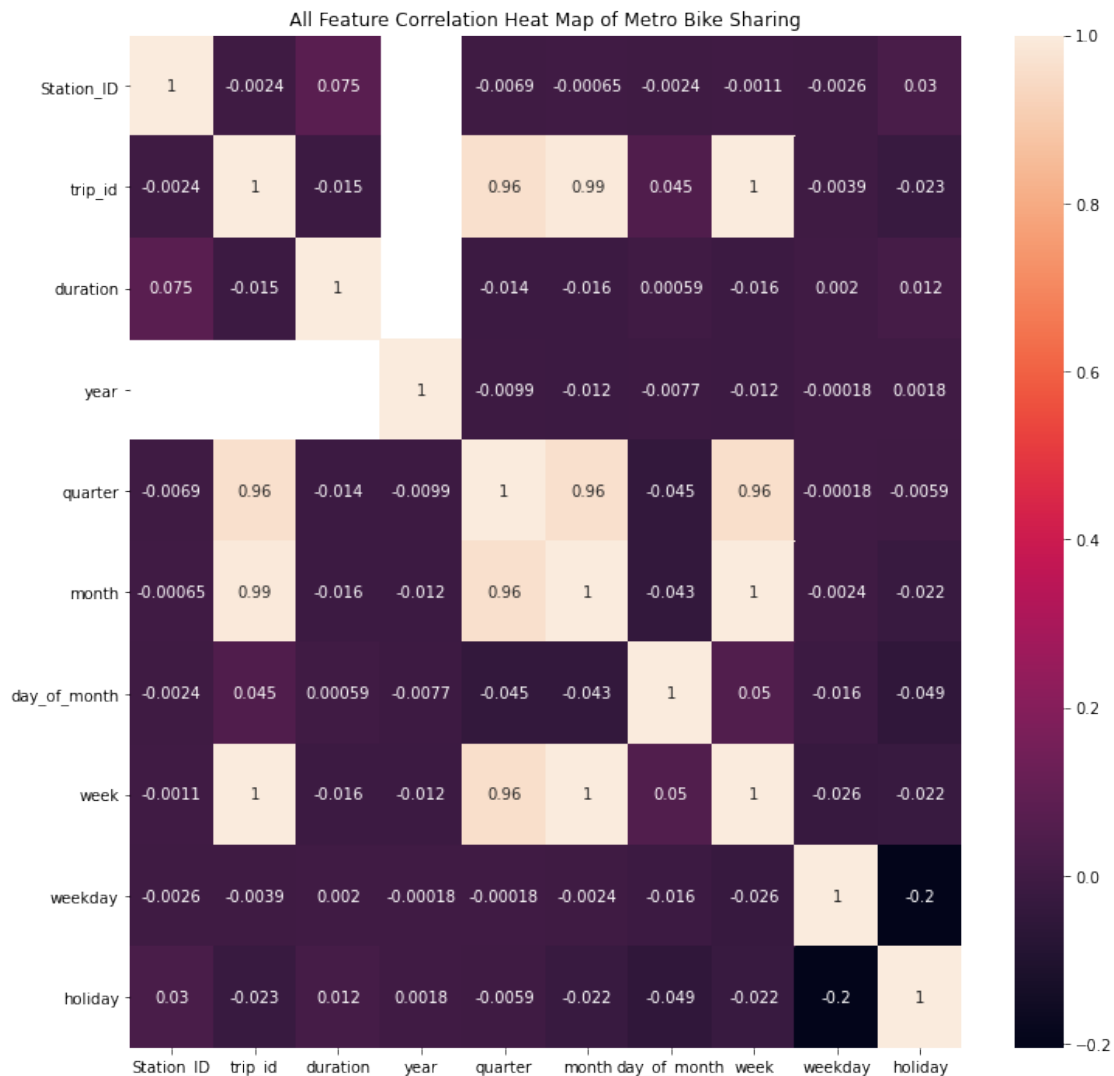 All Feature Correlation Heat Map of Metro Bike Sharing
Station_ID 1 -0.0024 0.075 -0.0069 -0.00065 -0.0024 -0.0011 -0.0026 0.03
trip_id -0.0024 1 -0.015 0.96 0.99 0.045 1 -0.0039 -0.023
duration 0.075 -0.015 1 -0.014 -0.016 0.00059 -0.016 0.002 0.012
year 1 -0.0099 -0.012 -0.0077 -0.012 -0.00018 0.0018
quarter -0.0069 0.96 -0.014 -0.0099 1 0.96 -0.045 0.96 -0.00018 -0.0059
month -0.00065 0.99 -0.016 -0.012 0.96 1 -0.043 1 -0.0024 -0.022
day_of_month -0.0024 0.045 0.00059 -0.0077 -0.045 -0.043 1 0.05 -0.016 -0.049
week -0.0011 1 -0.016 -0.012 0.96 1 0.05 1 -0.026 -0.022
weekday -0.0026 -0.0039 0.002 -0.00018 -0.00018 -0.0024 -0.016 -0.026 1 -0.2
holiday 0.03 -0.023 0.012 0.0018 -0.0059 -0.022 -0.049 -0.022 -0.2 1
Station_ID trip_id duration year quarter month day_of_month week weekday holiday
1.0
0.8
0.6
0.4
0.2
0.0
−0.2